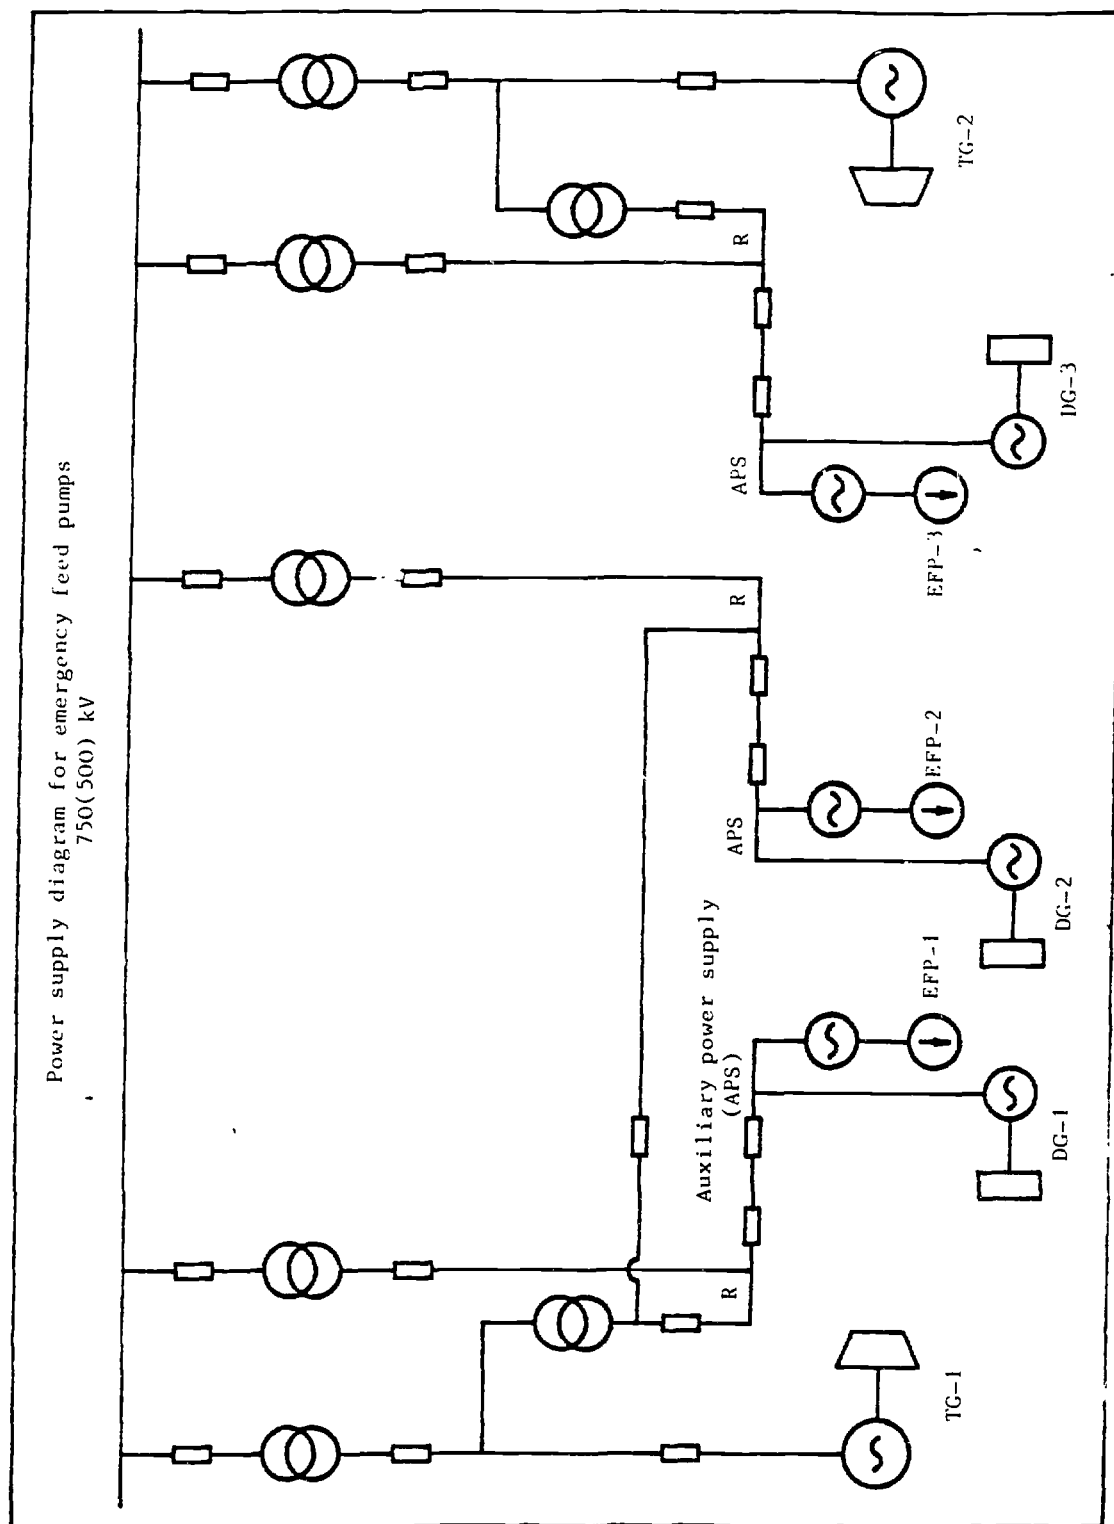 Power supply diagram for emergency feed pumps
750(500) kV
R
R
R
Auxiliary power supply
(APS)
APS
APS
TG-1
DG-1
EFP-1
DG-2
EFP-2
EFP-3
DG-3
TG-2